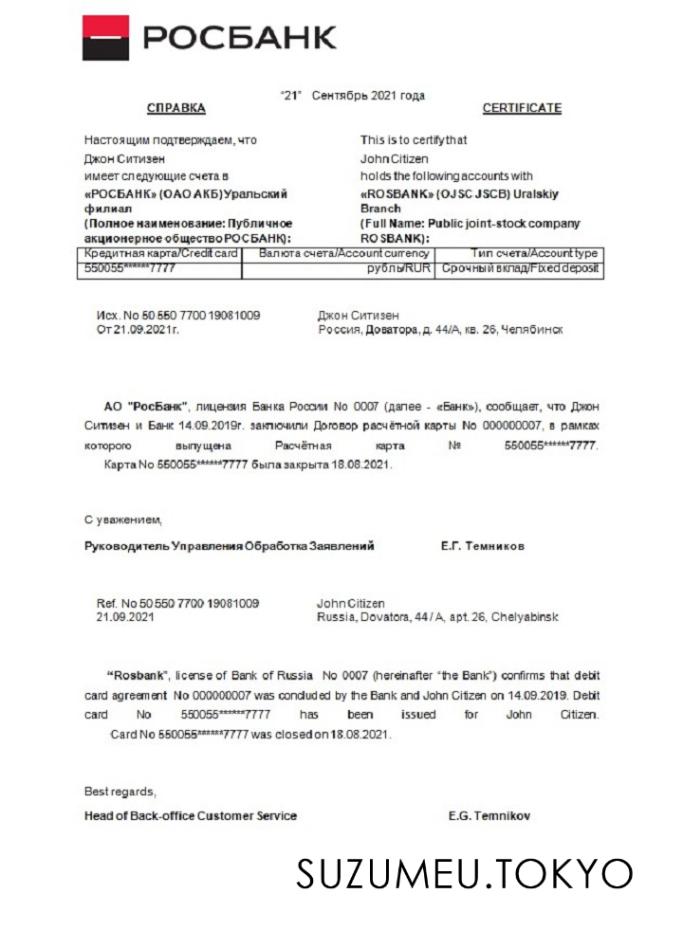 РОСБАНК
"21" Сентябрь 2021 года
СПРАВКА
Настоящим подтверждаем, что
Джон Ситизен
имеет следующие счета в
«РОСБАНК» (ОАО АКБ)Уральский
филиал
(Полное наименование: Публичное
акционерное общество РОСБАНК):
CERTIFICATE
This is to certify that
John Citizen
holds the following accounts with
«ROSBANK» (OJSC JSCB) Uralskiy
Branch
(Full Name: Public joint-stock company
ROSBANK):
Кредитная карта/Credit card Валюта счета/Account currency Тип счета/Account type
550055******7777 рубль/RUR Срочный вклад/Fixed deposit
Исх. No 50 550 7700 19081009
От 21.09.2021г.
Джон Ситизен
Россия, Доватора, д. 44/А, кв. 26, Челябинск
АО "РосБанк", лицензия Банка России No 0007 (далее - «Банк»), сообщает, что Джон
Ситизен и Банк 14.09.2019г. заключили Договор расчётной карты No 000000007, в рамках
которого выпущена Расчётная карта № 550055******7777.
Карта No 550055******7777 была закрыта 18.08.2021.
С уважением,
Руководитель Управления Обработка Заявлений Е.Г. Темников
Ref. No 50 550 7700 19081009
21.09.2021
John Citizen
Russia, Dovatora, 44/A, apt. 26, Chelyabinsk
"Rosbank", license of Bank of Russia No 0007 (hereinafter "the Bank") confirms that debit
card agreement No 000000007 was concluded by the Bank and John Citizen on 14.09.2019. Debit
card No 550055******7777 has been issued for John Citizen.
Card No 550055******7777 was closed on 18.08.2021.
Best regards,
Head of Back-office Customer Service E.G. Temnikov
SUZUMEU.TOKYO